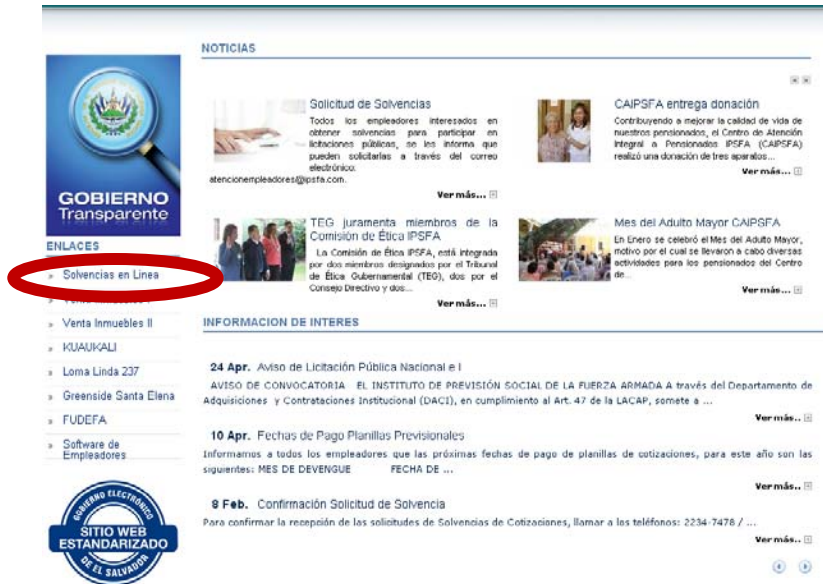 GOBIERNO
Transparente
ENLACES
» Solvencias en Linea
» Venta Inmuebles I
» Venta Inmuebles II
» KUAUKALI
» Loma Linda 237
» Greenside Santa Elena
» FUDEFA
» Software de
Empleadores
GOBIERNO ELECTRÓNICO
SITIO WEB
ESTANDARIZADO
DE EL SALVADOR
NOTICIAS
Solicitud de Solvencias
Todos los empleadores interesados en
obtener solvencias para participar en
licitaciones públicas, se les informa que
pueden solicitarlas a través del correo
electrónico.
atencionempleadores@ipsfa.com.
Ver más...
CAIPSFA entrega donación
Contribuyendo a mejorar la calidad de vida de
nuestros pensionados, el Centro de Atención
Integral a Pensionados IPSFA (CAIPSFA)
realizó una donación de tres aparatos...
Ver más...
TEG juramenta miembros de la
Comisión de Ética IPSFA
La Comisión de Ética IPSFA, está integrada
por dos miembros designados por el Tribunal
de Ética Gubernamental (TEG), dos por el
Consejo Directivo y dos...
Ver más...
Mes del Adulto Mayor CAIPSFA
En Enero se celebró el Mes del Adulto Mayor,
motivo por el cual se llevaron a cabo diversas
actividades para los pensionados del Centro
de...
Ver más...
INFORMACION DE INTERES
24 Apr. Aviso de Licitación Pública Nacional e I
AVISO DE CONVOCATORIA EL INSTITUTO DE PREVISIÓN SOCIAL DE LA FUERZA ARMADA A través del Departamento de
Adquisiciones y Contrataciones Institucional (DACI), en cumplimiento al Art. 47 de la LACAP, somete a ...
Ver más..
10 Apr. Fechas de Pago Planillas Previsionales
Informamos a todos los empleadores que las próximas fechas de pago de planillas de cotizaciones, para este año son las
siguientes: MES DE DEVENGUE FECHA DE ...
Ver más..
8 Feb. Confirmación Solicitud de Solvencia
Para confirmar la recepción de las solicitudes de Solvencias de Cotizaciones, llamar a los teléfonos: 2234-7478 / ...
Ver más..